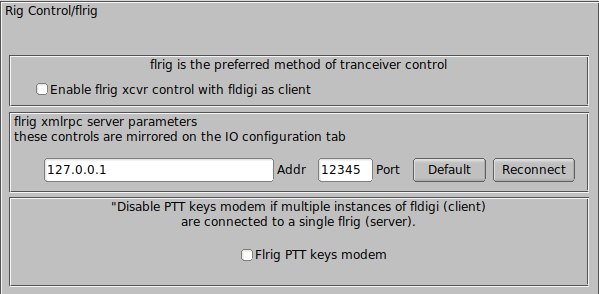 Rig Control/flrig
flrig is the preferred method of tranceiver control
Enable flrig xcvr control with fldigi as client
flrig xmlrpc server parameters
these controls are mirrored on the IO configuration tab
127.0.0.1 Addr 12345 Port Default Reconnect
"Disable PTT keys modem if multiple instances of fldigi (client)
are connected to a single flrig (server).
Flrig PTT keys modem